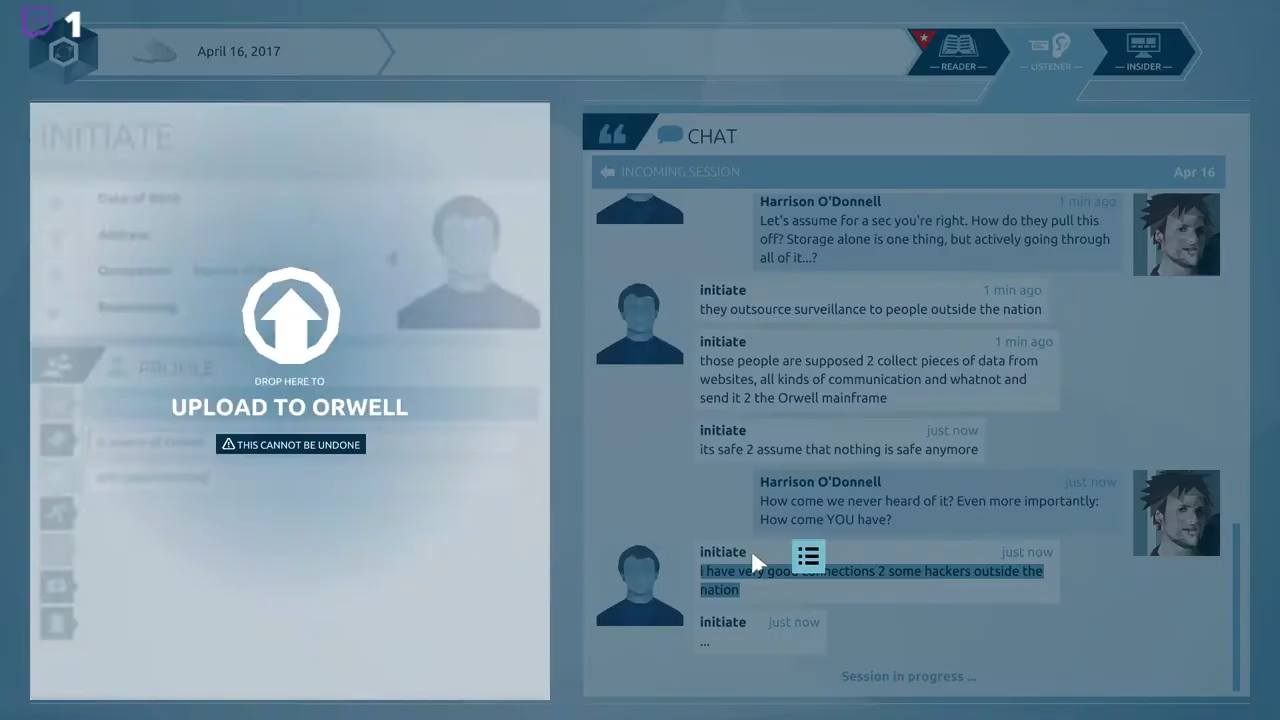 1
April 16, 2017
READER
LISTENER
INSIDER
INITIATE
Date of Birth
Address
PROFILE
DROP HERE TO
UPLOAD TO ORWELL
THIS CANNOT BE UNDONE
CHAT
INCOMING SESSION
Apr 16
Harrison O'Donnell
1 min ago
Let's assume for a sec you're right. How do they pull this
off? Storage alone is one thing, but actively going through
all of it...?
initiate
1 min ago
they outsource surveillance to people outside the nation
initiate
1 min ago
those people are supposed 2 collect pieces of data from
websites, all kinds of communication and whatnot and
send it 2 the Orwell mainframe
initiate
just now
its safe 2 assume that nothing is safe anymore
Harrison O'Donnell
just now
How come we never heard of it? Even more importantly:
How come YOU have?
initiate
just now
i have very good connections 2 some hackers outside the
nation
initiate
just now
...
Session in progress ...